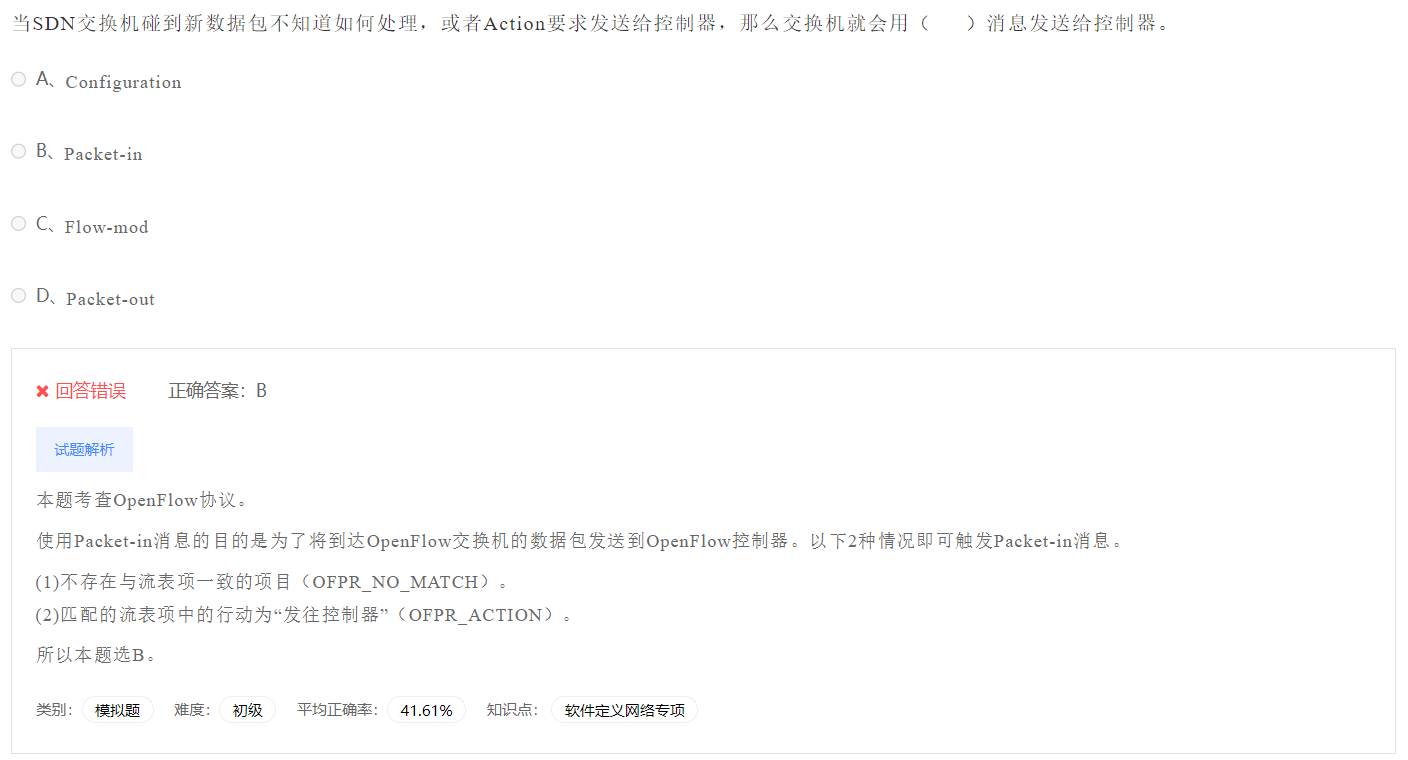 当SDN交换机碰到新数据包不知道如何处理，或者Action要求发送给控制器，那么交换机就会用（　　）消息发送给控制器。
A、Configuration
B、Packet-in
C、Flow-mod
D、Packet-out
回答错误 正确答案：B
试题解析
本题考查OpenFlow协议。
使用Packet-in消息的目的是为了将到达OpenFlow交换机的数据包发送到OpenFlow控制器。以下2种情况即可触发Packet-in消息。
(1)不存在与流表项一致的项目（OFPR_NO_MATCH）。
(2)匹配的流表项中的行动为“发往控制器”（OFPR_ACTION）。
所以本题选B。
类别： 模拟题 难度： 初级 平均正确率： 41.61% 知识点： 软件定义网络专项